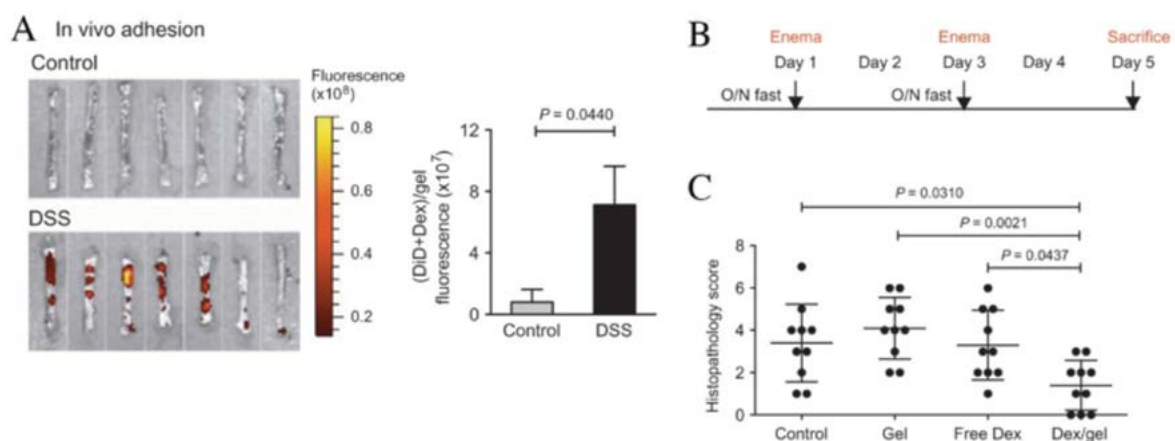 A In vivo adhesion
Control
DSS
Fluorescence
(x10⁸)
0.8
0.6
0.4
0.2
(DiD+Dex)/gel
fluorescence (x10⁷)
P = 0.0440
12
8
4
0
Control DSS
B
Enema Enema Sacrifice
Day 1 Day 2 Day 3 Day 4 Day 5
O/N fast O/N fast
C
P = 0.0310
P = 0.0021
P = 0.0437
Histopathology score
8
6
4
2
0
Control Gel Free Dex Dex/gel